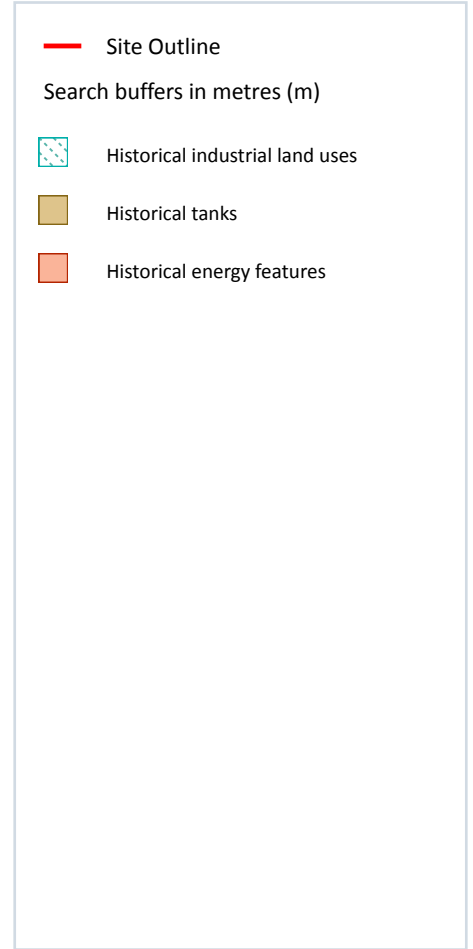 Site Outline
Search buffers in metres (m)
Historical industrial land uses
Historical tanks
Historical energy features